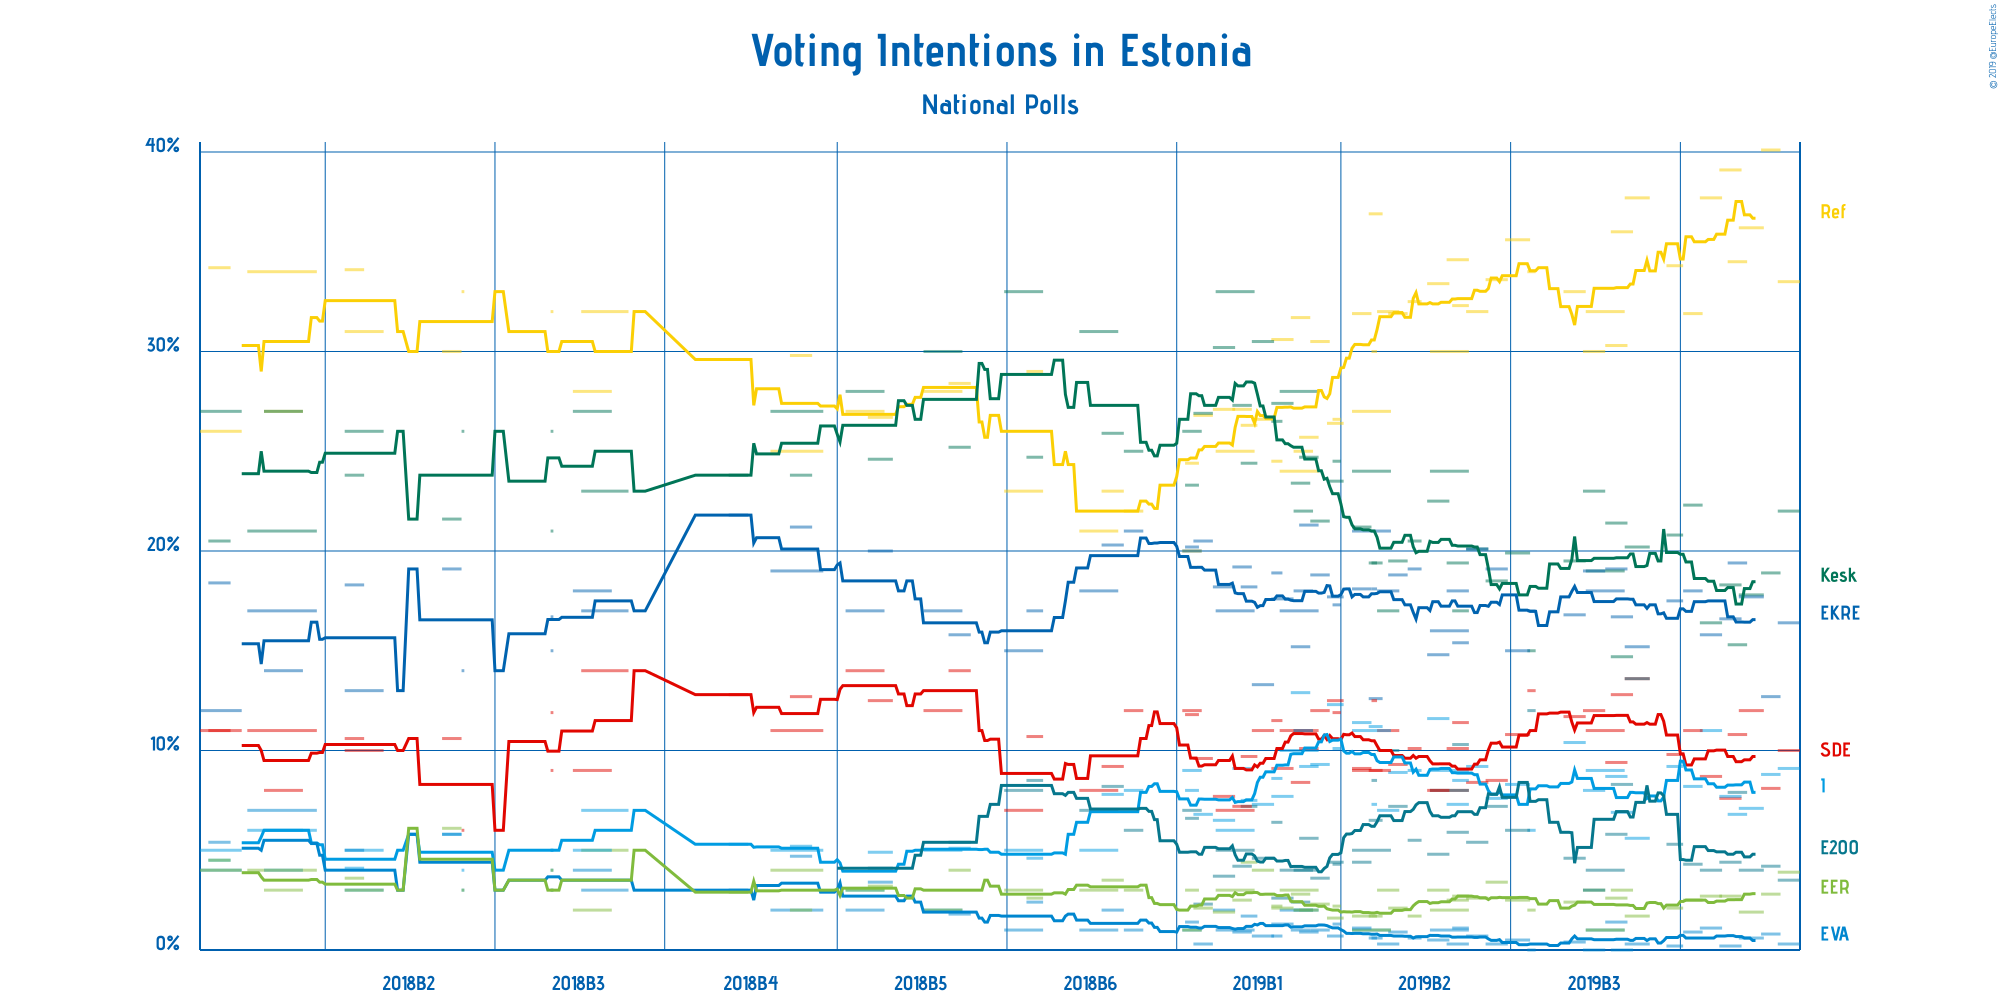 Voting Intentions in Estonia
© 2019 @EuropeElects
National Polls
40%
30%
20%
10%
0%
Ref
Kesk
EKRE
SDE
I
E200
EER
EVA
2018B2 2018B3 2018B4 2018B5 2018B6 2019B1 2019B2 2019B3